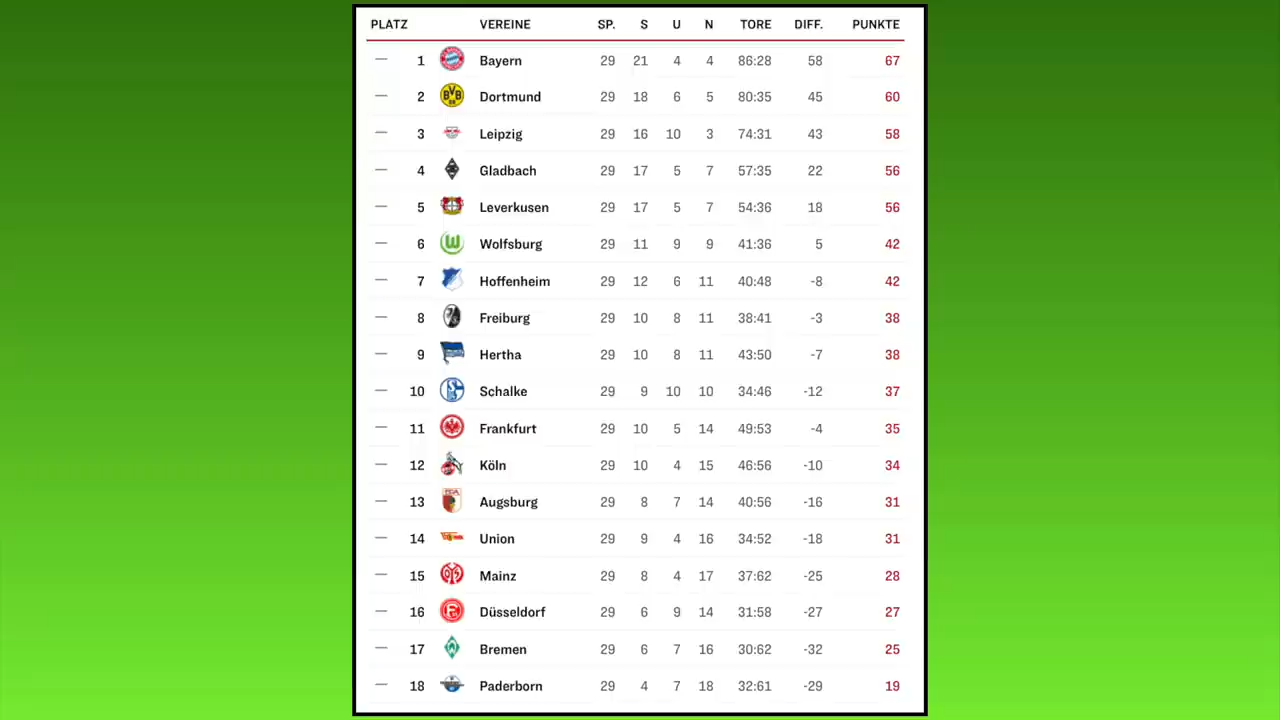 PLATZ VEREINE SP. S U N TORE DIFF. PUNKTE
— 1 Bayern 29 21 4 4 86:28 58 67
— 2 Dortmund 29 18 6 5 80:35 45 60
— 3 Leipzig 29 16 10 3 74:31 43 58
— 4 Gladbach 29 17 5 7 57:35 22 56
— 5 Leverkusen 29 17 5 7 54:36 18 56
— 6 Wolfsburg 29 11 9 9 41:36 5 42
— 7 Hoffenheim 29 12 6 11 40:48 -8 42
— 8 Freiburg 29 10 8 11 38:41 -3 38
— 9 Hertha 29 10 8 11 43:50 -7 38
— 10 Schalke 29 9 10 10 34:46 -12 37
— 11 Frankfurt 29 10 5 14 49:53 -4 35
— 12 Köln 29 10 4 15 46:56 -10 34
— 13 Augsburg 29 8 7 14 40:56 -16 31
— 14 Union 29 9 4 16 34:52 -18 31
— 15 Mainz 29 8 4 17 37:62 -25 28
— 16 Düsseldorf 29 6 9 14 31:58 -27 27
— 17 Bremen 29 6 7 16 30:62 -32 25
— 18 Paderborn 29 4 7 18 32:61 -29 19